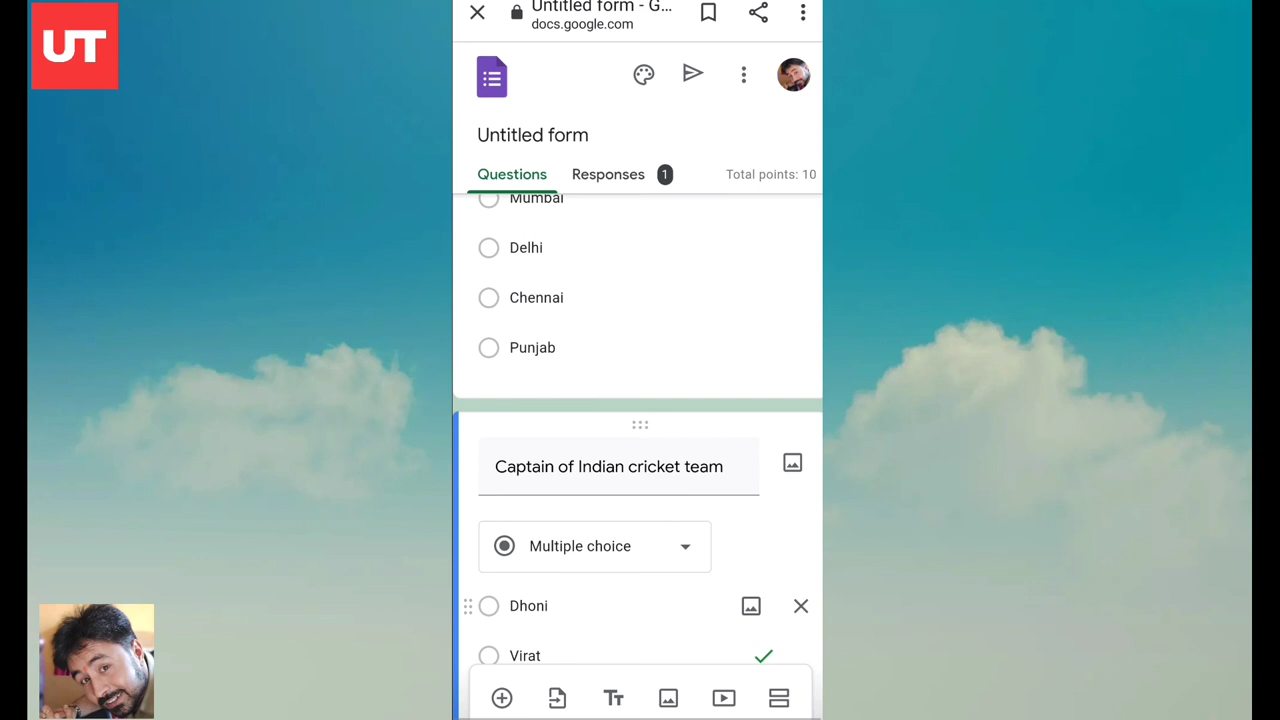 UT
Untitled form - G...
docs.google.com
Untitled form
Questions
Responses 1
Total points: 10
Mumbai
Delhi
Chennai
Punjab
Captain of Indian cricket team
Multiple choice
Dhoni
Virat
Tт